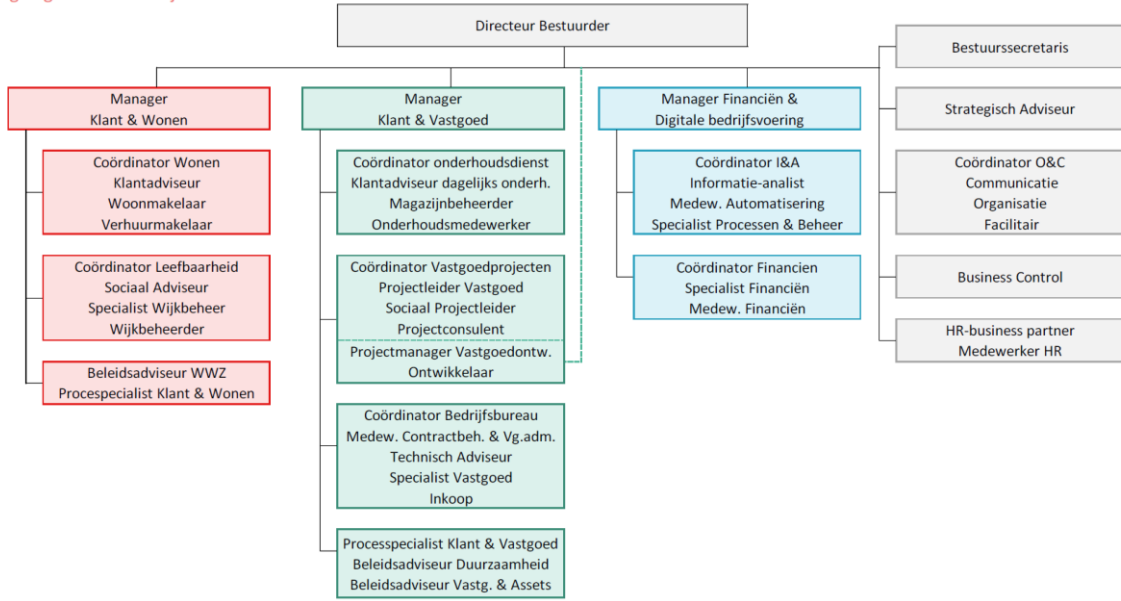 Directeur Bestuurder
Manager
Klant & Wonen
Coördinator Wonen
Klantadviseur
Woonmakelaar
Verhuurmakelaar
Coördinator Leefbaarheid
Sociaal Adviseur
Specialist Wijkbeheer
Wijkbeheerder
Beleidsadviseur WWZ
Procespecialist Klant & Wonen
Manager
Klant & Vastgoed
Coördinator onderhoudsdienst
Klantadviseur dagelijks onderh.
Magazijnbeheerder
Onderhoudsmedewerker
Coördinator Vastgoedprojecten
Projectleider Vastgoed
Sociaal Projectleider
Projectconsulent
Projectmanager Vastgoedontw.
Ontwikkelaar
Coördinator Bedrijfsbureau
Medew. Contractbeh. & Vg.adm.
Technisch Adviseur
Specialist Vastgoed
Inkoop
Processpecialist Klant & Vastgoed
Beleidsadviseur Duurzaamheid
Beleidsadviseur Vastg. & Assets
Manager Financiën &
Digitale bedrijfsvoering
Coördinator I&A
Informatie-analist
Medew. Automatisering
Specialist Processen & Beheer
Coördinator Financien
Specialist Financiën
Medew. Financiën
Bestuurssecretaris
Strategisch Adviseur
Coördinator O&C
Communicatie
Organisatie
Facilitair
Business Control
HR-business partner
Medewerker HR